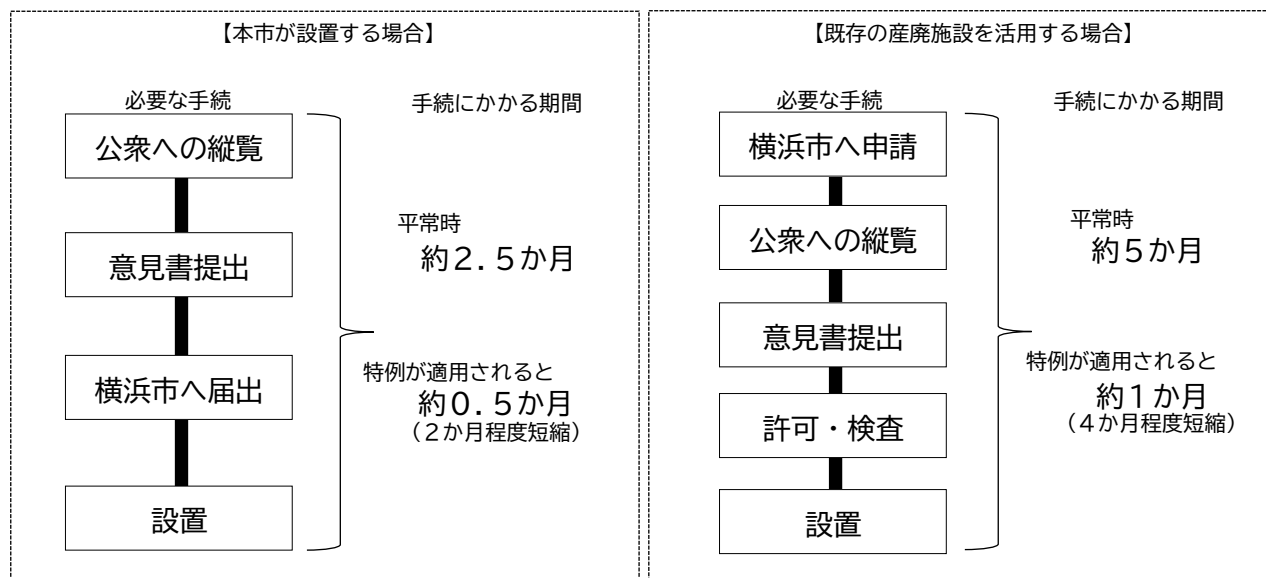 【本市が設置する場合】
必要な手続
手続にかかる期間
公衆への縦覧
意見書提出
横浜市へ届出
設置
平常時
約２．５か月
特例が適用されると
約０．５か月
（２か月程度短縮）
【既存の産廃施設を活用する場合】
必要な手続
手続にかかる期間
横浜市へ申請
公衆への縦覧
意見書提出
許可・検査
設置
平常時
約５か月
特例が適用されると
約１か月
（４か月程度短縮）